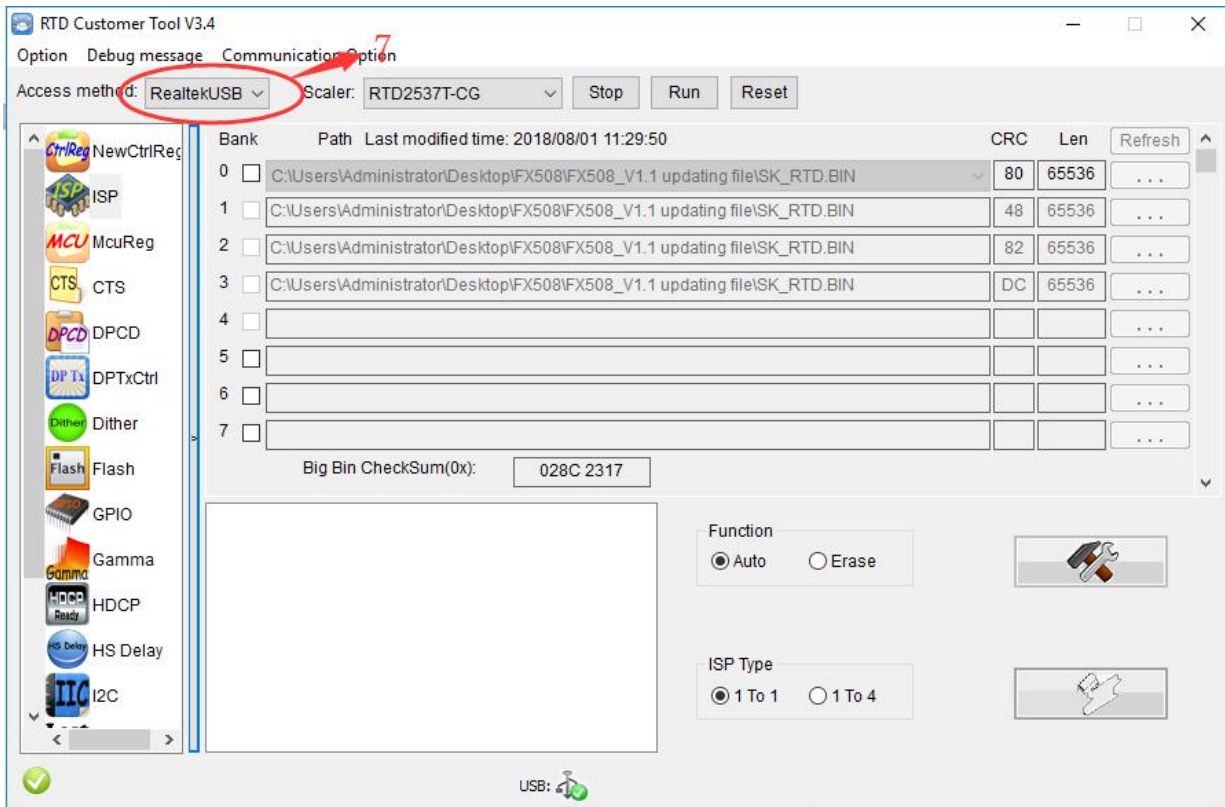 RTD Customer Tool V3.4
Option Debug message Communication Option
7
Access method: RealtekUSB Scaler: RTD2537T-CG Stop Run Reset
Bank Path Last modified time: 2018/08/01 11:29:50 CRC Len Refresh
0 C:\Users\Administrator\Desktop\FX508\FX508_V1.1 updating file\SK_RTD.BIN 80 65536 ...
1 C:\Users\Administrator\Desktop\FX508\FX508_V1.1 updating file\SK_RTD.BIN 48 65536 ...
2 C:\Users\Administrator\Desktop\FX508\FX508_V1.1 updating file\SK_RTD.BIN 82 65536 ...
3 C:\Users\Administrator\Desktop\FX508\FX508_V1.1 updating file\SK_RTD.BIN DC 65536 ...
4 ...
5 ...
6 ...
7 ...
Big Bin CheckSum(0x): 028C 2317
CtrlReg NewCtrlReg
ISP ISP
MCU McuReg
CTS CTS
DPCD DPCD
DP Tx DPTxCtrl
Dither Dither
Flash Flash
GPIO GPIO
Gamma Gamma
HDCP Ready HDCP
HS Delay HS Delay
IIC I2C
Function
Auto Erase
ISP Type
1 To 1 1 To 4
USB: